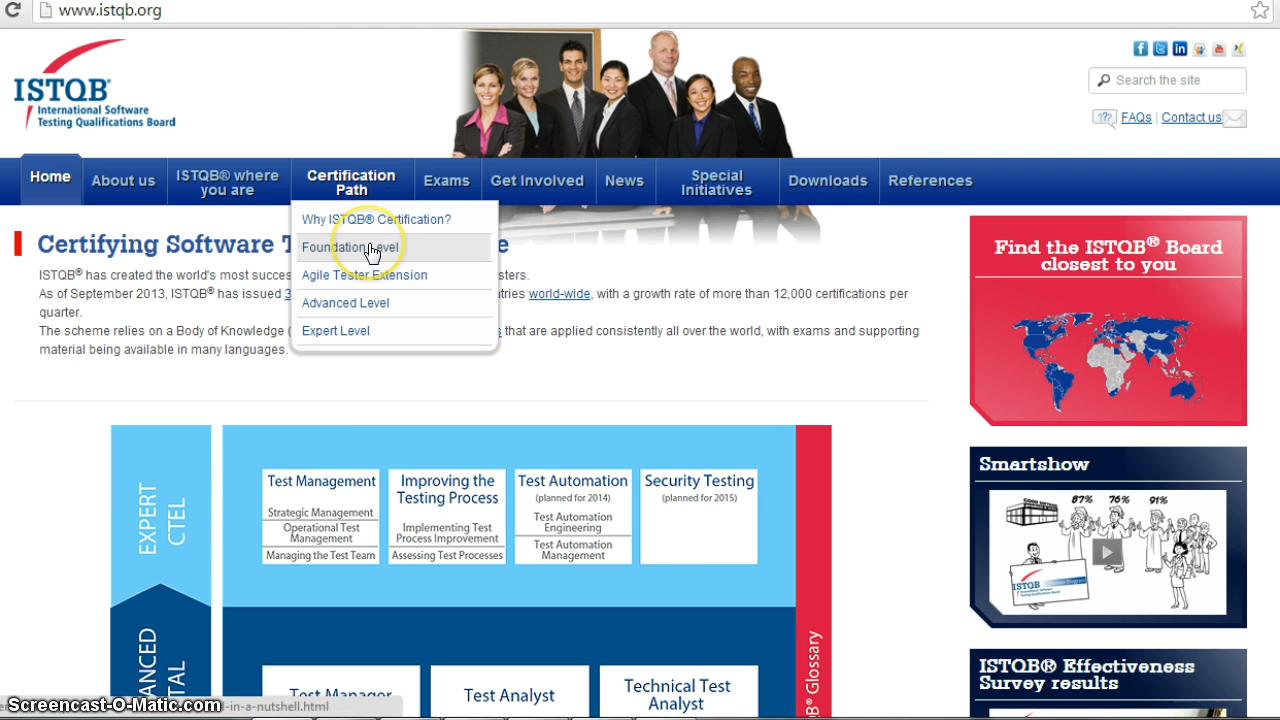 www.istqb.org
ISTQB®
International Software
Testing Qualifications Board
Search the site
FAQs | Contact us
Home
About us
ISTQB® where
you are
Certification
Path
Exams
Get Involved
News
Special
Initiatives
Downloads
References
Why ISTQB® Certification?
Foundation Level
Agile Tester Extension
Advanced Level
Expert Level
Certifying Software T
ISTQB® has created the world's most succes
sters.
As of September 2013, ISTQB® has issued
ntries world-wide, with a growth rate of more than 12,000 certifications per
quarter.
The scheme relies on a Body of Knowledge (
that are applied consistently all over the world, with exams and supporting
material being available in many languages.
Find the ISTQB® Board
closest to you
Smartshow
87% 76% 91%
ISTQB
ISTQB® Effectiveness
Survey results
EXPERT
CTEL
Test Management
Strategic Management
Operational Test
Management
Managing the Test Team
Improving the
Testing Process
Implementing Test
Process Improvement
Assessing Test Processes
Test Automation
(planned for 2014)
Test Automation
Engineering
Test Automation
Management
Security Testing
(planned for 2015)
ANCED
TAL
Test Manager
Test Analyst
Technical Test
Analyst
® Glossary
Screencast-O-Matic.com
-in-a-nutshell.html